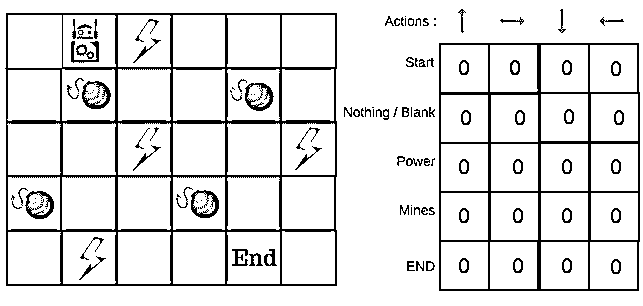 Actions : ↑ → ↓ ←
Start 0 0 0 0
Nothing / Blank 0 0 0 0
Power 0 0 0 0
Mines 0 0 0 0
END 0 0 0 0
End